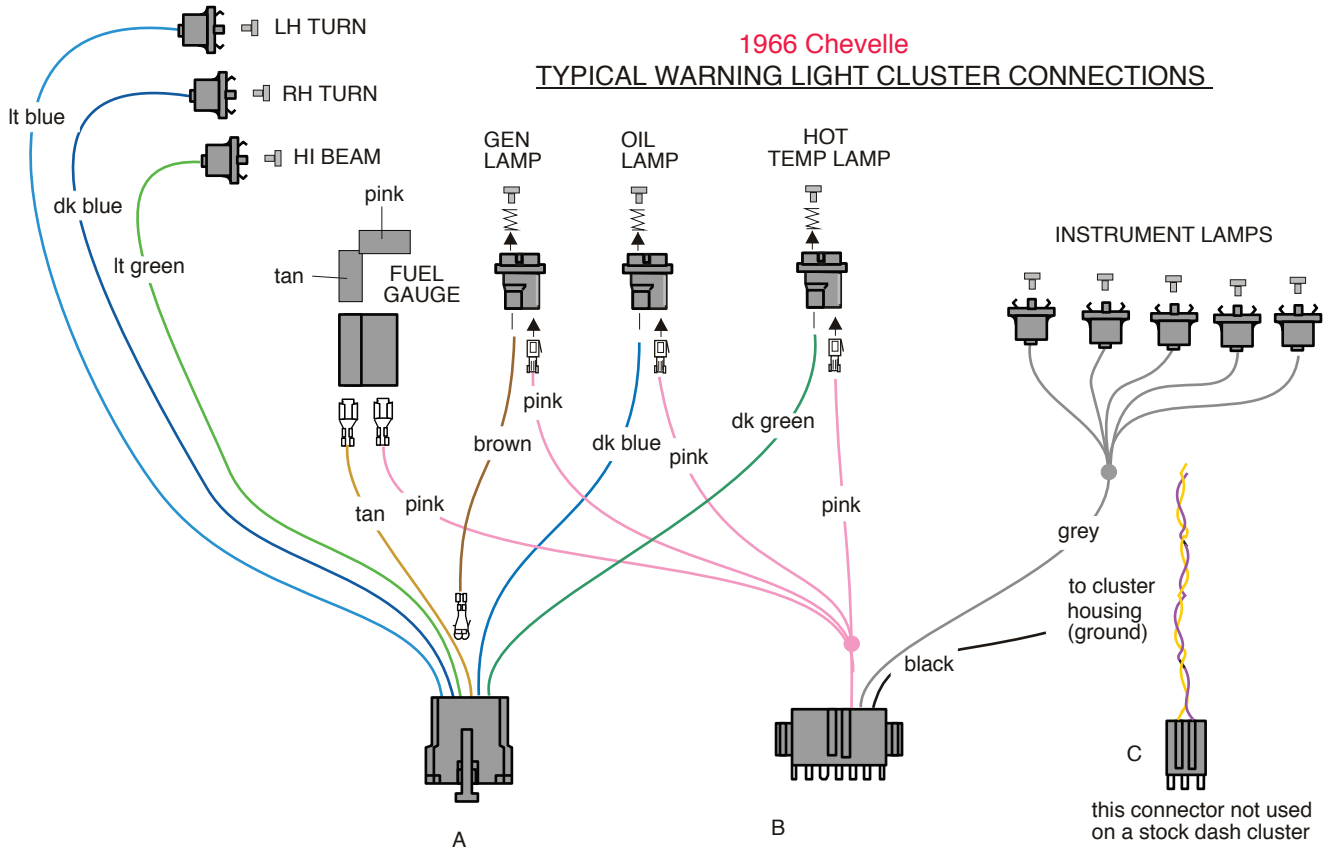 1966 Chevelle
TYPICAL WARNING LIGHT CLUSTER CONNECTIONS
LH TURN
RH TURN
HI BEAM
lt blue
dk blue
lt green
pink
tan
FUEL
GAUGE
GEN
LAMP
OIL
LAMP
HOT
TEMP LAMP
INSTRUMENT LAMPS
tan
pink
brown
pink
dk blue
pink
dk green
pink
grey
black
to cluster
housing
(ground)
A
B
C
this connector not used
on a stock dash cluster